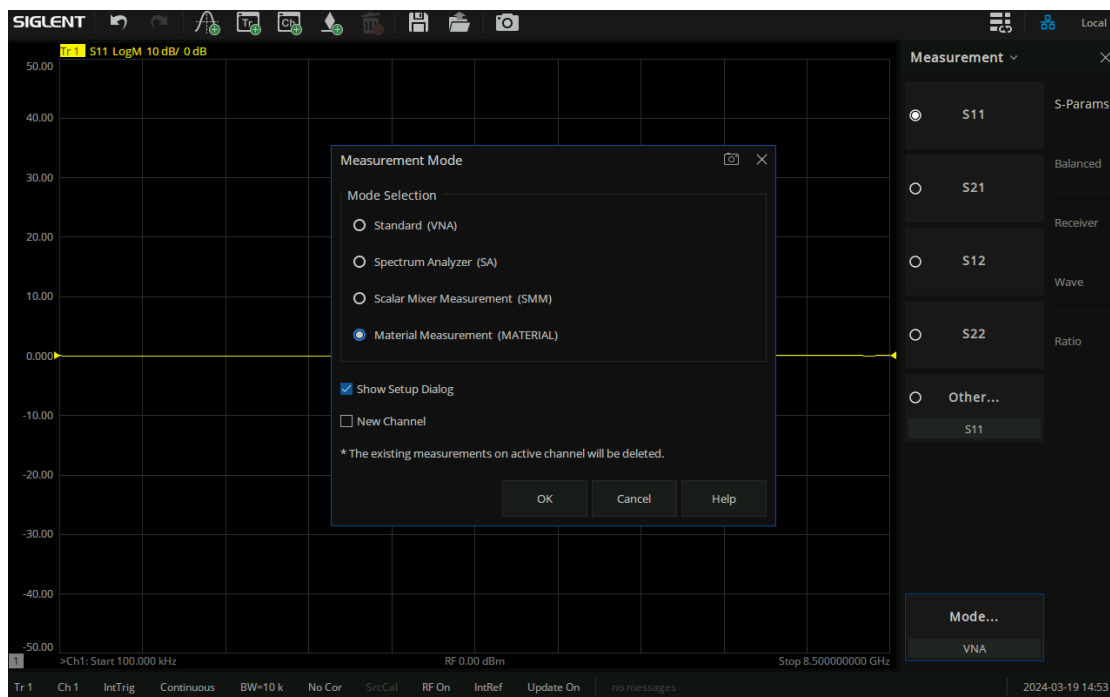 SIGLENT Tr Ch Local
Tr 1 S11 LogM 10 dB/ 0 dB
50.00
40.00
30.00
20.00
10.00
0.000
-10.00
-20.00
-30.00
-40.00
-50.00
Measurement Mode
Mode Selection
Standard (VNA)
Spectrum Analyzer (SA)
Scalar Mixer Measurement (SMM)
Material Measurement (MATERIAL)
Show Setup Dialog
New Channel
* The existing measurements on active channel will be deleted.
OK Cancel Help
Measurement
S11
S21
S12
S22
Other...
S11
S-Params
Balanced
Receiver
Wave
Ratio
Mode...
VNA
1 >Ch1: Start 100.000 kHz RF 0.00 dBm Stop 8.500000000 GHz
Tr 1 Ch 1 IntTrig Continuous BW=10 k No Cor SrcCal RF On IntRef Update On no messages 2024-03-19 14:53